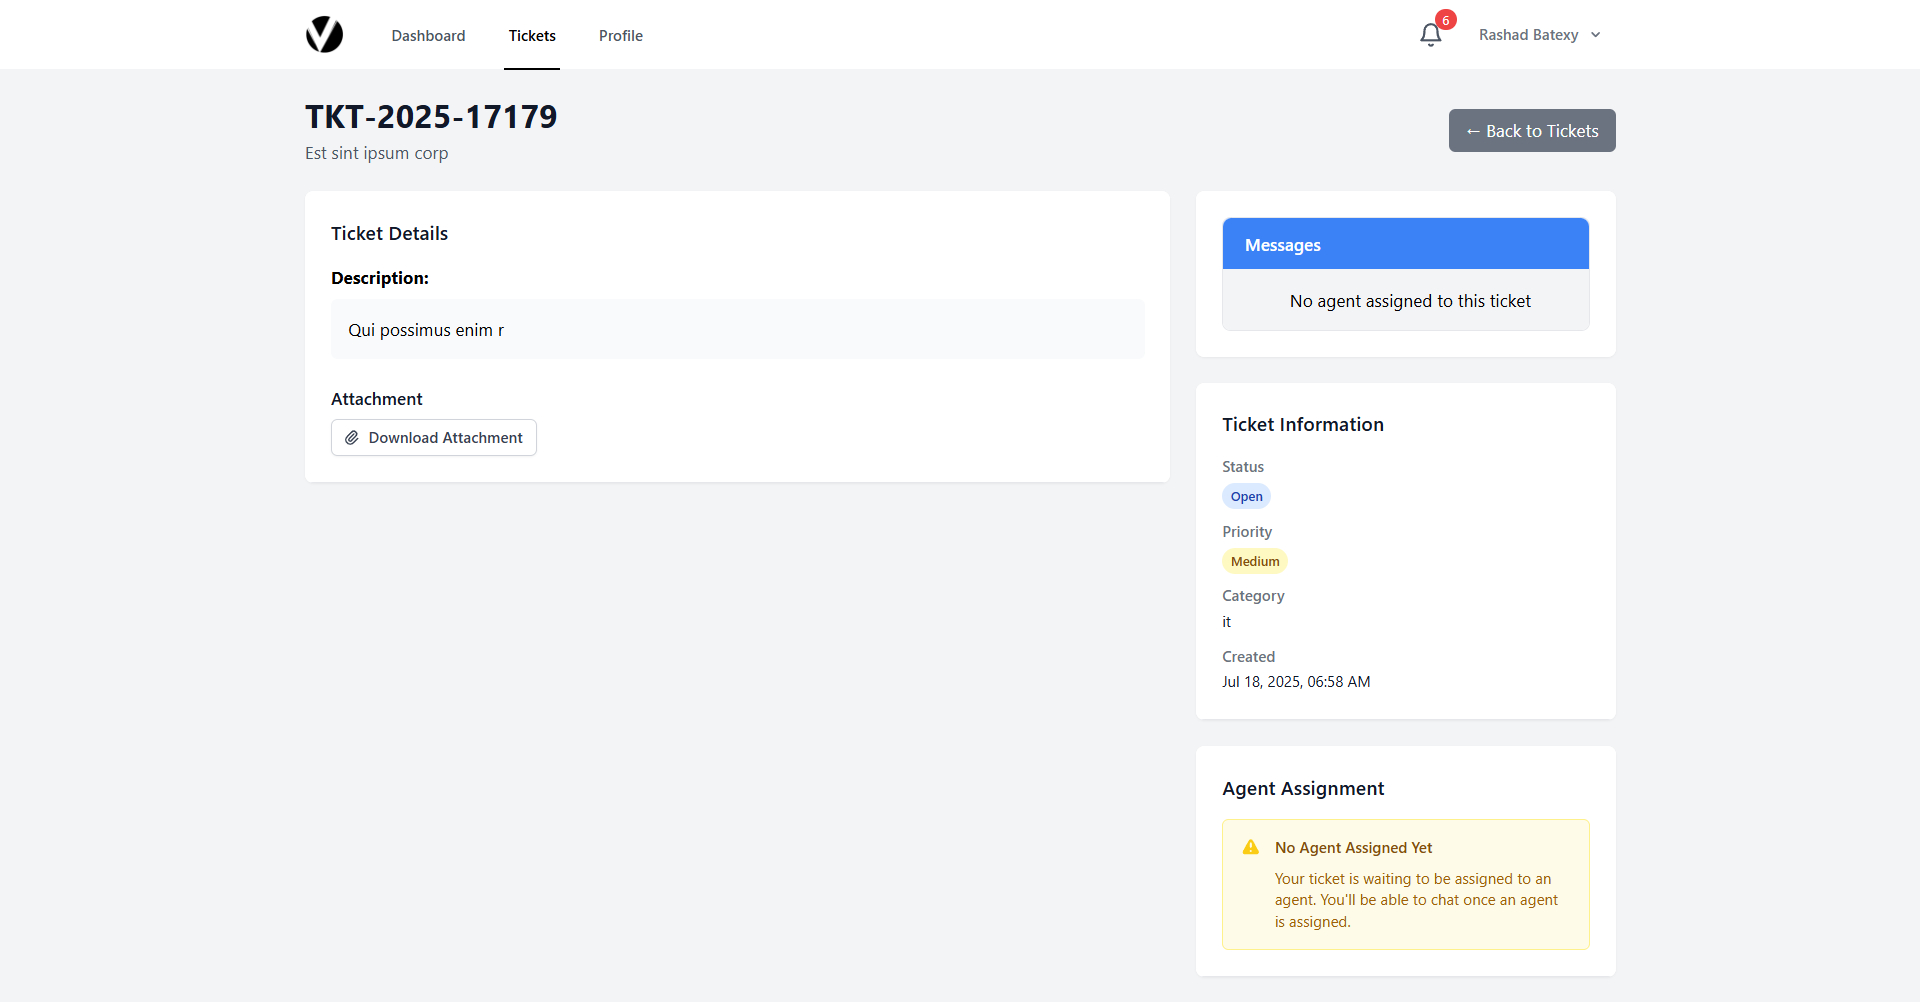 Dashboard
Tickets
Profile
6
Rashad Batexy
TKT-2025-17179
Est sint ipsum corp
← Back to Tickets
Ticket Details
Description:
Qui possimus enim r
Attachment
Download Attachment
Messages
No agent assigned to this ticket
Ticket Information
Status
Open
Priority
Medium
Category
it
Created
Jul 18, 2025, 06:58 AM
Agent Assignment
No Agent Assigned Yet
Your ticket is waiting to be assigned to an
agent. You'll be able to chat once an agent
is assigned.